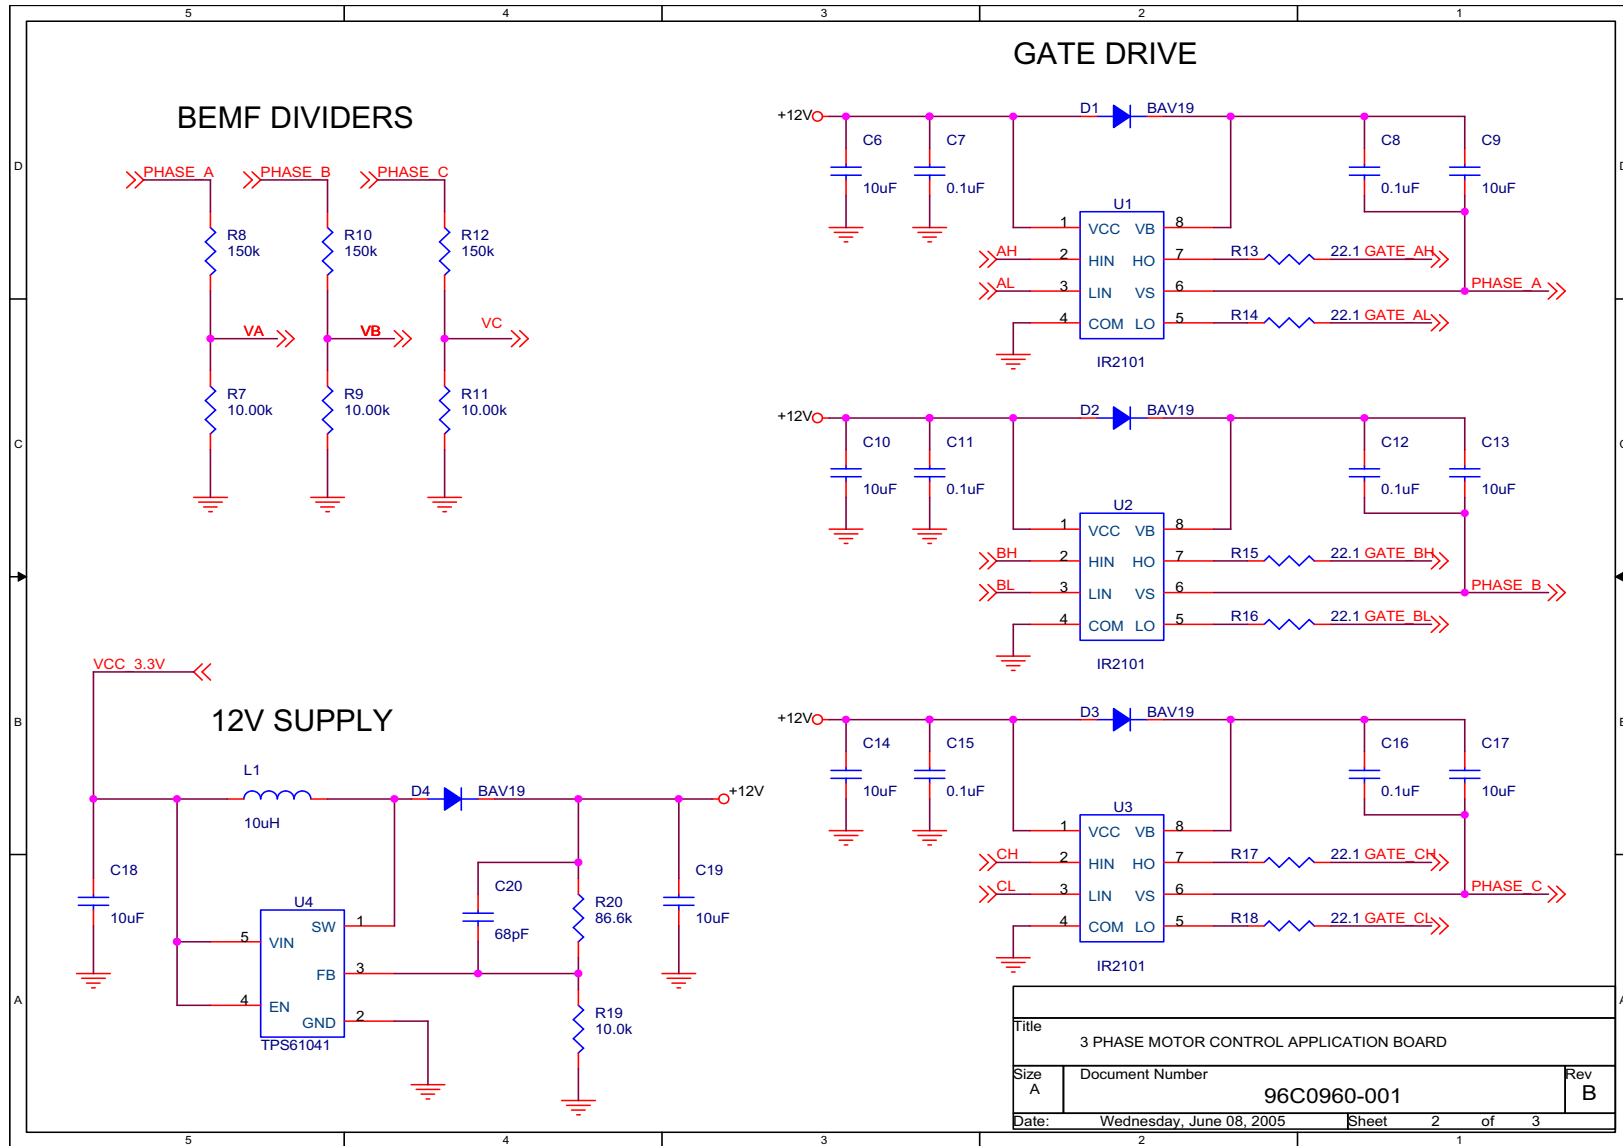 5 4 3 2 1
GATE DRIVE
BEMF DIVIDERS
D
D
PHASE_A PHASE_B PHASE_C
R8
150k
R10
150k
R12
150k
VA VB VC
R7
10.00k
R9
10.00k
R11
10.00k
+12V
D1 BAV19
C6
10uF
C7
0.1uF
C8
0.1uF
C9
10uF
U1
1 VCC VB 8
AH 2 HIN HO 7 R13 22.1 GATE_AH
AL 3 LIN VS 6 PHASE_A
4 COM LO 5 R14 22.1 GATE_AL
IR2101
C
C
+12V
D2 BAV19
C10
10uF
C11
0.1uF
C12
0.1uF
C13
10uF
U2
1 VCC VB 8
BH 2 HIN HO 7 R15 22.1 GATE_BH
BL 3 LIN VS 6 PHASE_B
4 COM LO 5 R16 22.1 GATE_BL
IR2101
B
B
VCC_3.3V
12V SUPPLY
L1
10uH
D4 BAV19
+12V
C18
10uF
U4
SW 1
5 VIN
FB 3
4 EN
GND 2
TPS61041
C20
68pF
R20
86.6k
C19
10uF
R19
10.0k
+12V
D3 BAV19
C14
10uF
C15
0.1uF
C16
0.1uF
C17
10uF
U3
1 VCC VB 8
CH 2 HIN HO 7 R17 22.1 GATE_CH
CL 3 LIN VS 6 PHASE_C
4 COM LO 5 R18 22.1 GATE_CL
IR2101
A
A
Title
3 PHASE MOTOR CONTROL APPLICATION BOARD
Size
A
Document Number
96C0960-001
Rev
B
Date: Wednesday, June 08, 2005 Sheet 2 of 3
5 4 3 2 1